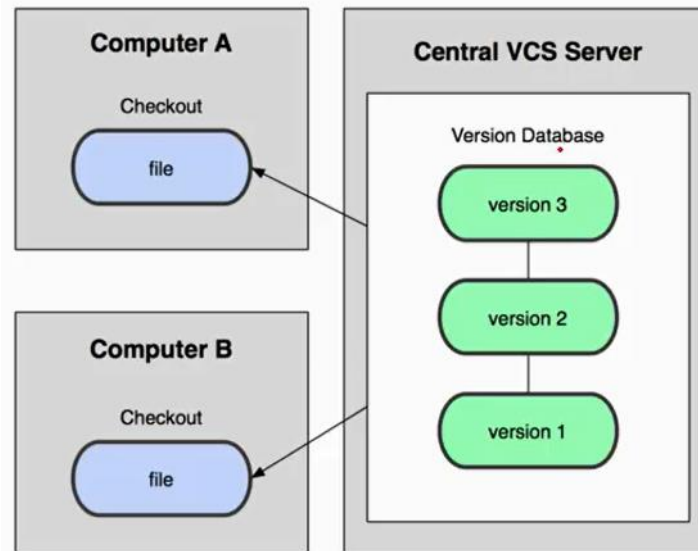 Computer A
Checkout
file
Computer B
Checkout
file
Central VCS Server
Version Database
version 3
version 2
version 1